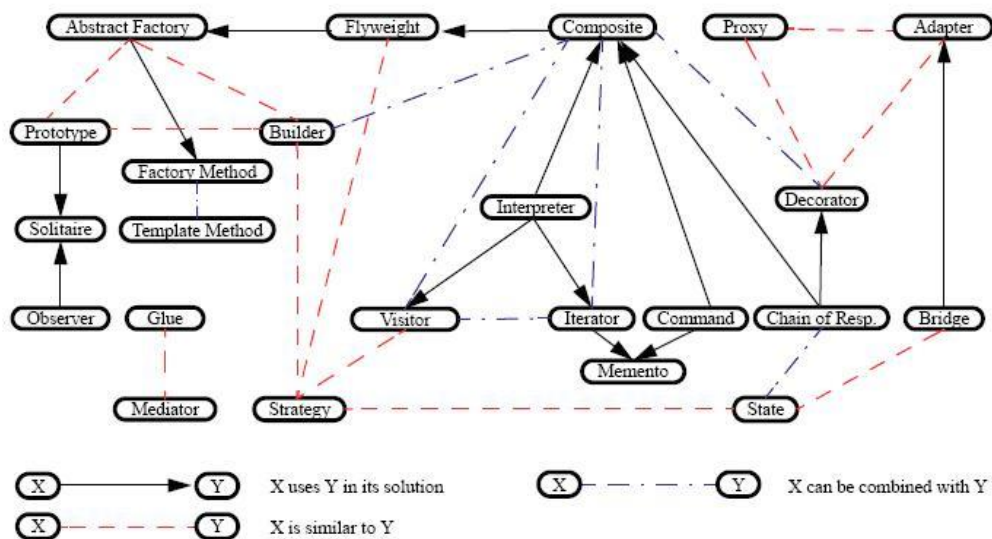 Abstract Factory
Flyweight
Composite
Proxy
Adapter
Prototype
Builder
Factory Method
Interpreter
Decorator
Solitaire
Template Method
Observer
Glue
Visitor
Iterator
Command
Chain of Resp.
Bridge
Memento
Mediator
Strategy
State
X Y X uses Y in its solution
X Y X can be combined with Y
X Y X is similar to Y